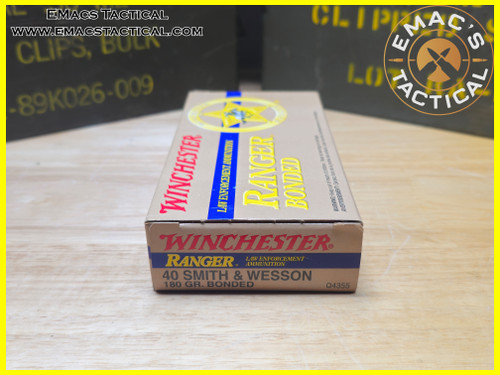 Emacs Tactical
www.emacstactical.com
CLIPS, BULK
-89K026-009
EMAC'S
TACTICAL
WINCHESTER
LAW ENFORCEMENT AMMUNITION
RANGER
BONDED
WINCHESTER®
RANGER® LAW ENFORCEMENT
AMMUNITION
40 SMITH & WESSON
180 GR. BONDED
Q4355